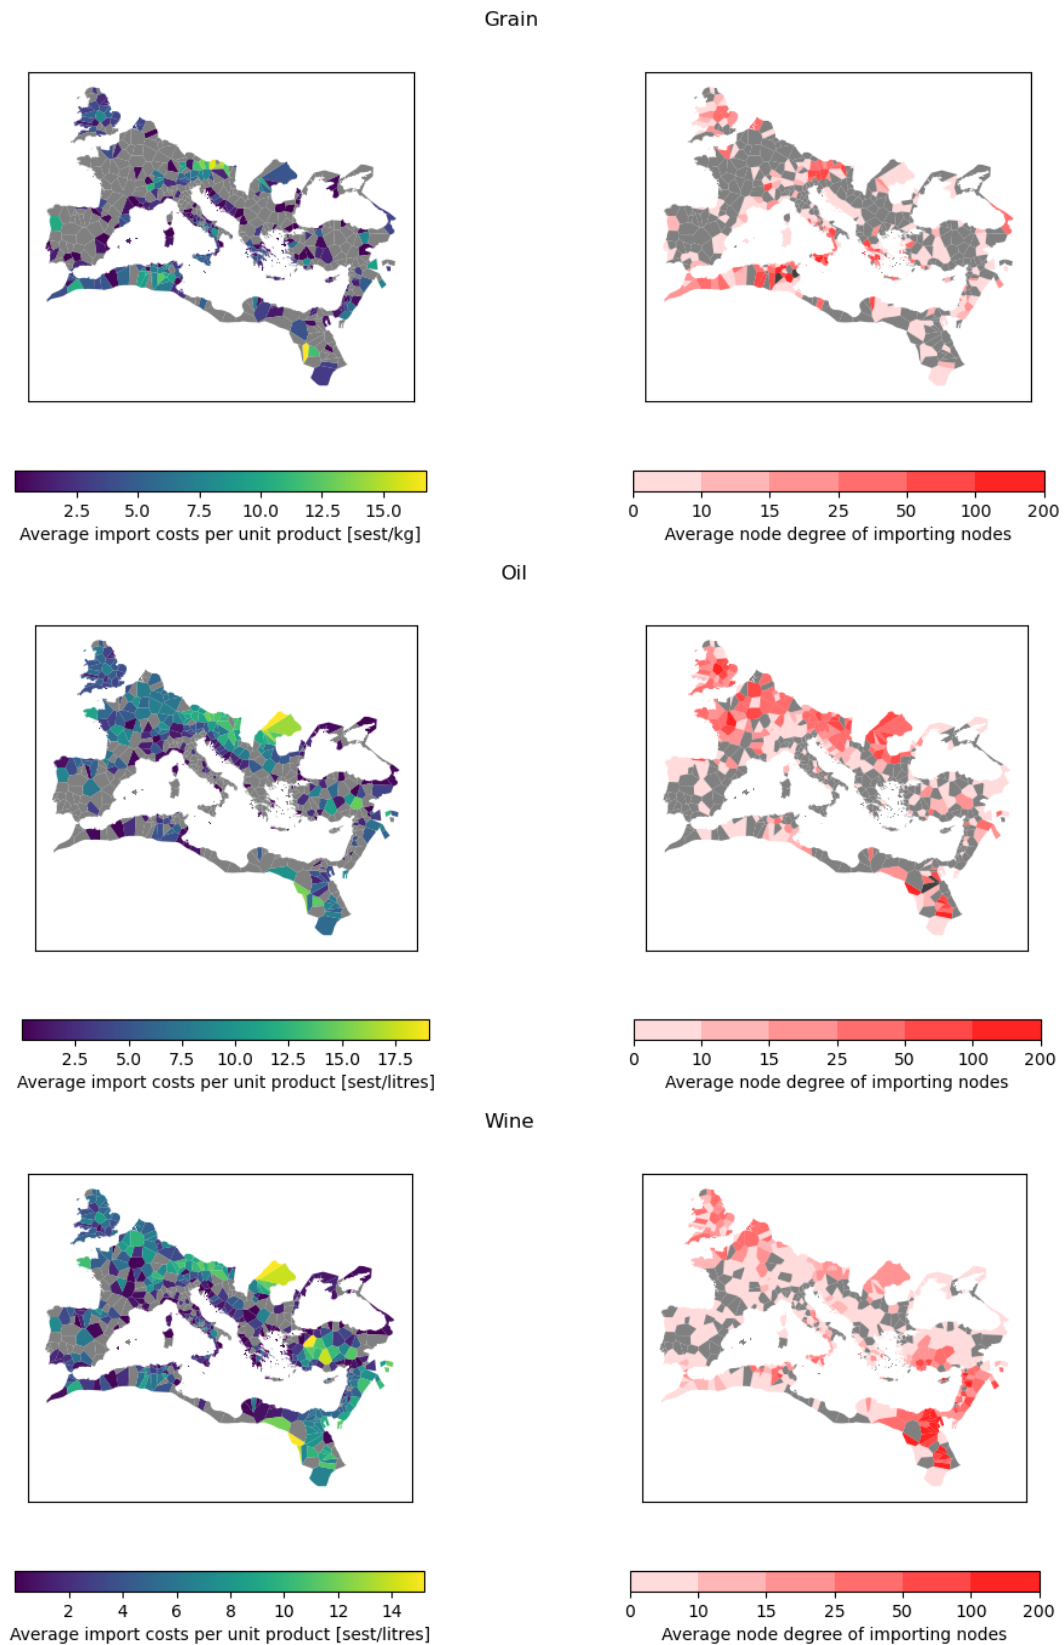 Grain
2.5 5.0 7.5 10.0 12.5 15.0
Average import costs per unit product [sest/kg]
0 10 15 25 50 100 200
Average node degree of importing nodes
Oil
2.5 5.0 7.5 10.0 12.5 15.0 17.5
Average import costs per unit product [sest/litres]
0 10 15 25 50 100 200
Average node degree of importing nodes
Wine
2 4 6 8 10 12 14
Average import costs per unit product [sest/litres]
0 10 15 25 50 100 200
Average node degree of importing nodes